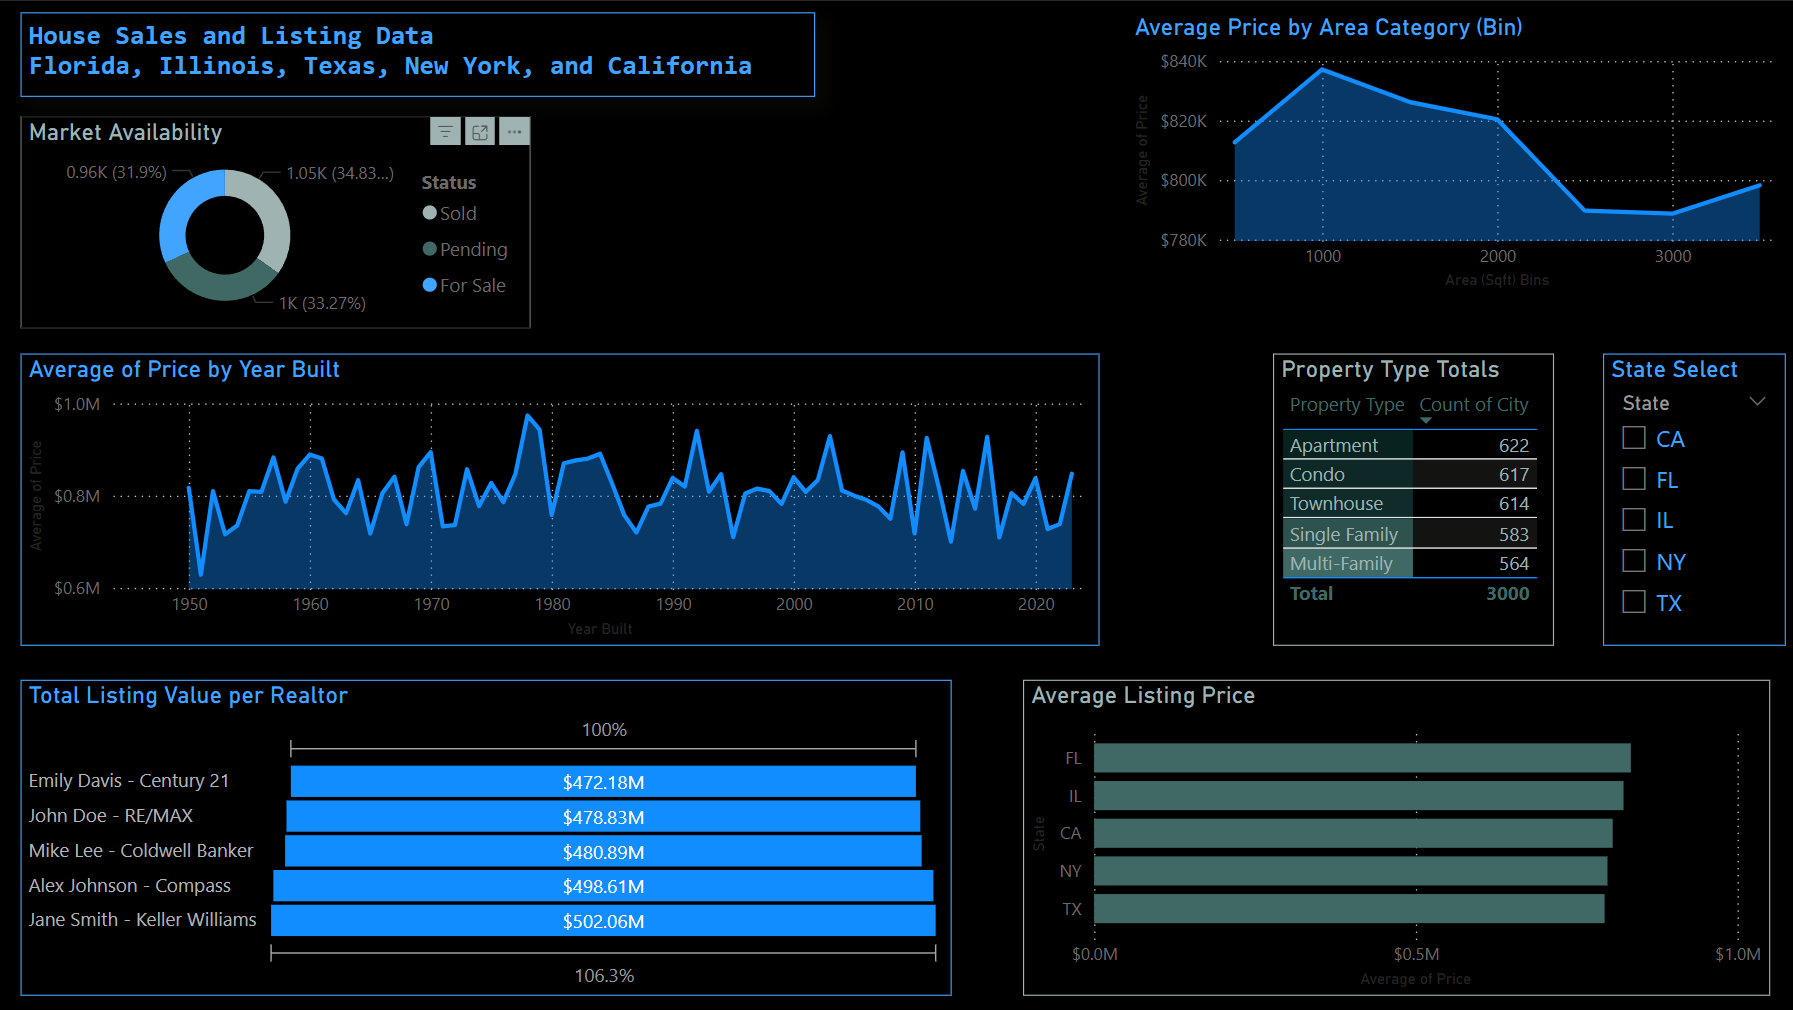 House Sales and Listing Data
Florida, Illinois, Texas, New York, and California
Market Availability
0.96K (31.9%)
1.05K (34.83...)
1K (33.27%)
Status
Sold
Pending
For Sale
Average Price by Area Category (Bin)
Average of Price
$840K
$820K
$800K
$780K
1000
2000
3000
Area (Sqft) Bins
Average of Price by Year Built
Average of Price
$1.0M
$0.8M
$0.6M
1950
1960
1970
1980
1990
2000
2010
2020
Year Built
Property Type Totals
Property Type Count of City
Apartment 622
Condo 617
Townhouse 614
Single Family 583
Multi-Family 564
Total 3000
State Select
State
CA
FL
IL
NY
TX
Total Listing Value per Realtor
100%
Emily Davis - Century 21 $472.18M
John Doe - RE/MAX $478.83M
Mike Lee - Coldwell Banker $480.89M
Alex Johnson - Compass $498.61M
Jane Smith - Keller Williams $502.06M
106.3%
Average Listing Price
State
FL
IL
CA
NY
TX
$0.0M
$0.5M
$1.0M
Average of Price